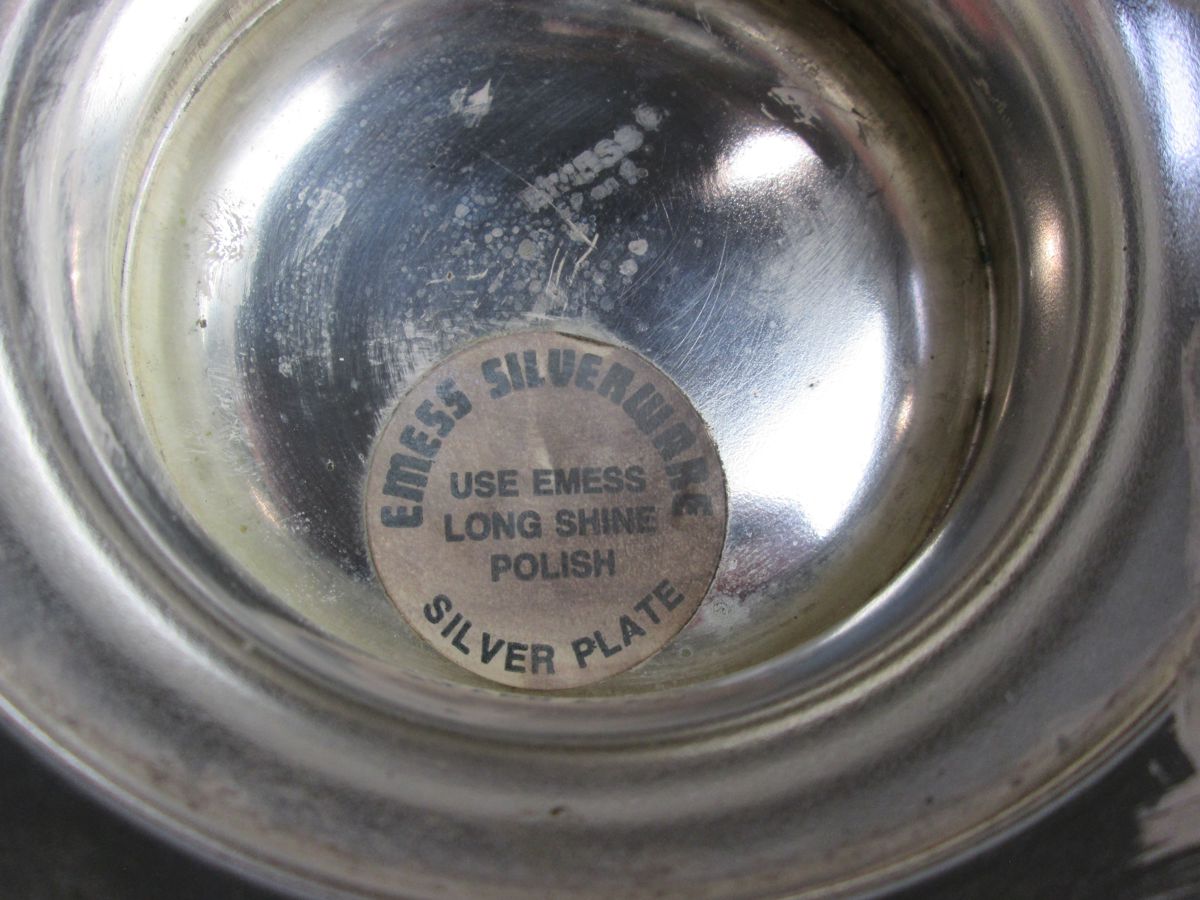 EMESS SILVERWARE
USE EMESS
LONG SHINE
POLISH
SILVER PLATE